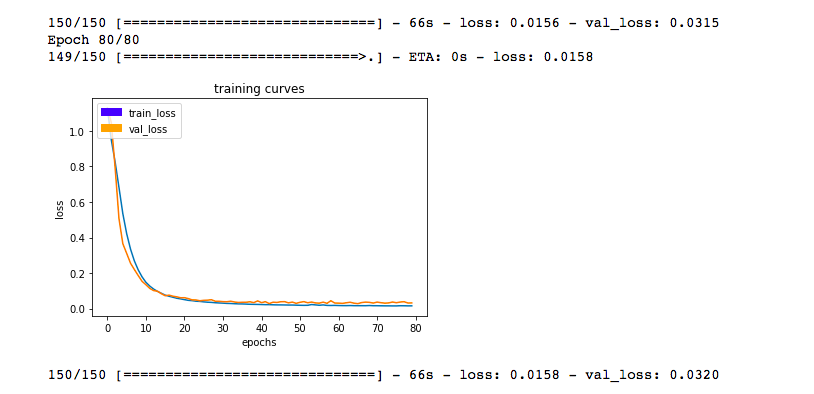 150/150 [==============================] - 66s - loss: 0.0156 - val_loss: 0.0315
Epoch 80/80
149/150 [============================>.] - ETA: 0s - loss: 0.0158
training curves
train_loss
val_loss
1.0
0.8
0.6
0.4
0.2
0.0
loss
0 10 20 30 40 50 60 70 80
epochs
150/150 [==============================] - 66s - loss: 0.0158 - val_loss: 0.0320